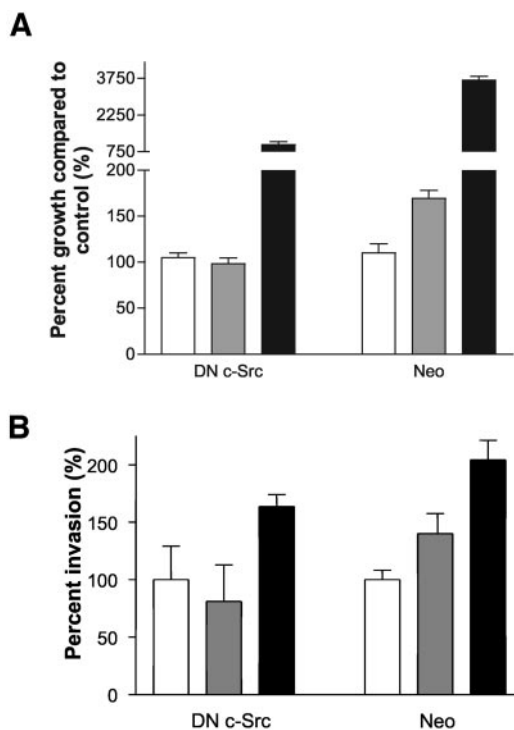 A
Percent growth compared to
control (%)
3750
2250
750
200
150
100
50
0
DN c-Src
Neo
B
Percent invasion (%)
200
150
100
50
0
DN c-Src
Neo